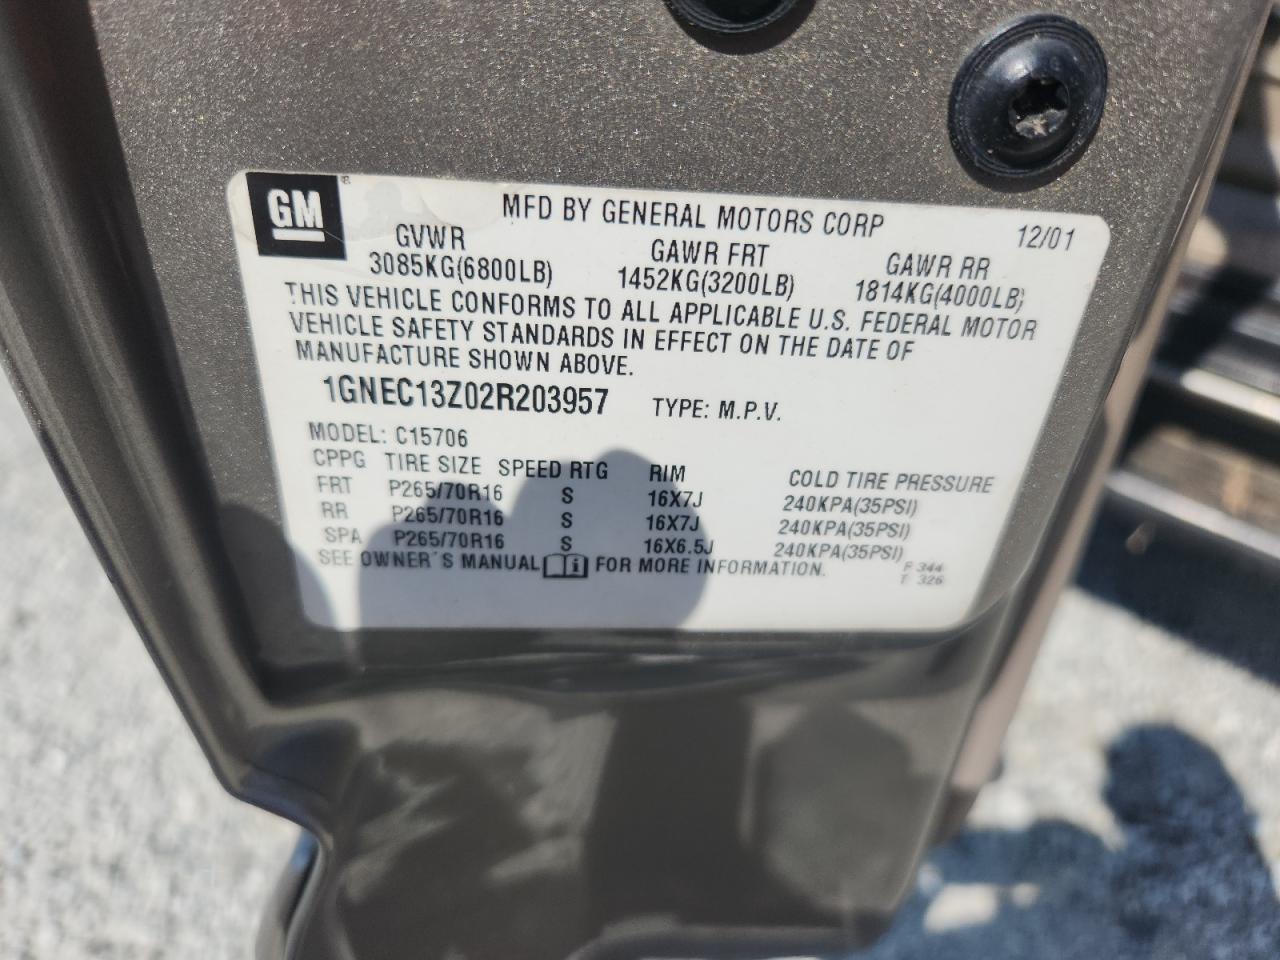 GM
MFD BY GENERAL MOTORS CORP 12/01
GVWR GAWR FRT GAWR RR
3085KG(6800LB) 1452KG(3200LB) 1814KG(4000LB)
THIS VEHICLE CONFORMS TO ALL APPLICABLE U.S. FEDERAL MOTOR
VEHICLE SAFETY STANDARDS IN EFFECT ON THE DATE OF
MANUFACTURE SHOWN ABOVE.
1GNEC13Z02R203957 TYPE: M.P.V.
MODEL: C15706
CPPG TIRE SIZE SPEED RTG RIM COLD TIRE PRESSURE
FRT P265/70R16 S 16X7J 240KPA(35PSI)
RR P265/70R16 S 16X7J 240KPA(35PSI)
SPA P265/70R16 S 16X6.5J 240KPA(35PSI)
SEE OWNER´S MANUAL FOR MORE INFORMATION.
F 344
T 326